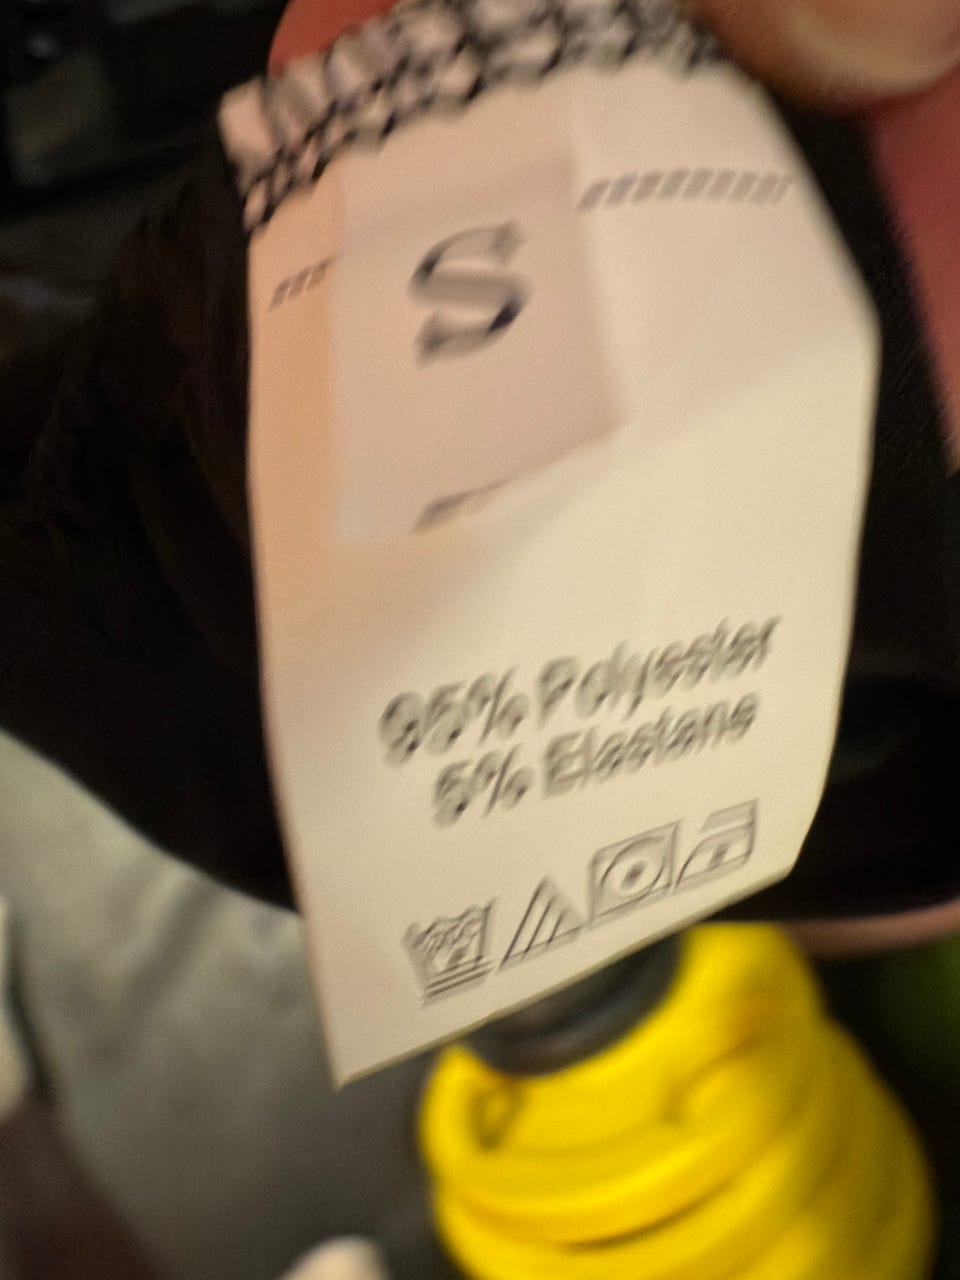 S
95% Polyester
5% Elastane